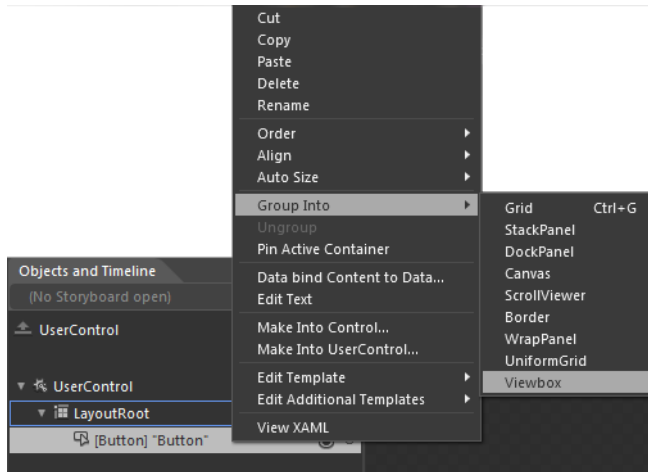 Cut
Copy
Paste
Delete
Rename
Order
Align
Auto Size
Group Into
Ungroup
Pin Active Container
Data bind Content to Data...
Edit Text
Make Into Control...
Make Into UserControl...
Edit Template
Edit Additional Templates
View XAML
Grid Ctrl+G
StackPanel
DockPanel
Canvas
ScrollViewer
Border
WrapPanel
UniformGrid
Viewbox
Objects and Timeline
(No Storyboard open)
UserControl
UserControl
LayoutRoot
[Button] "Button"